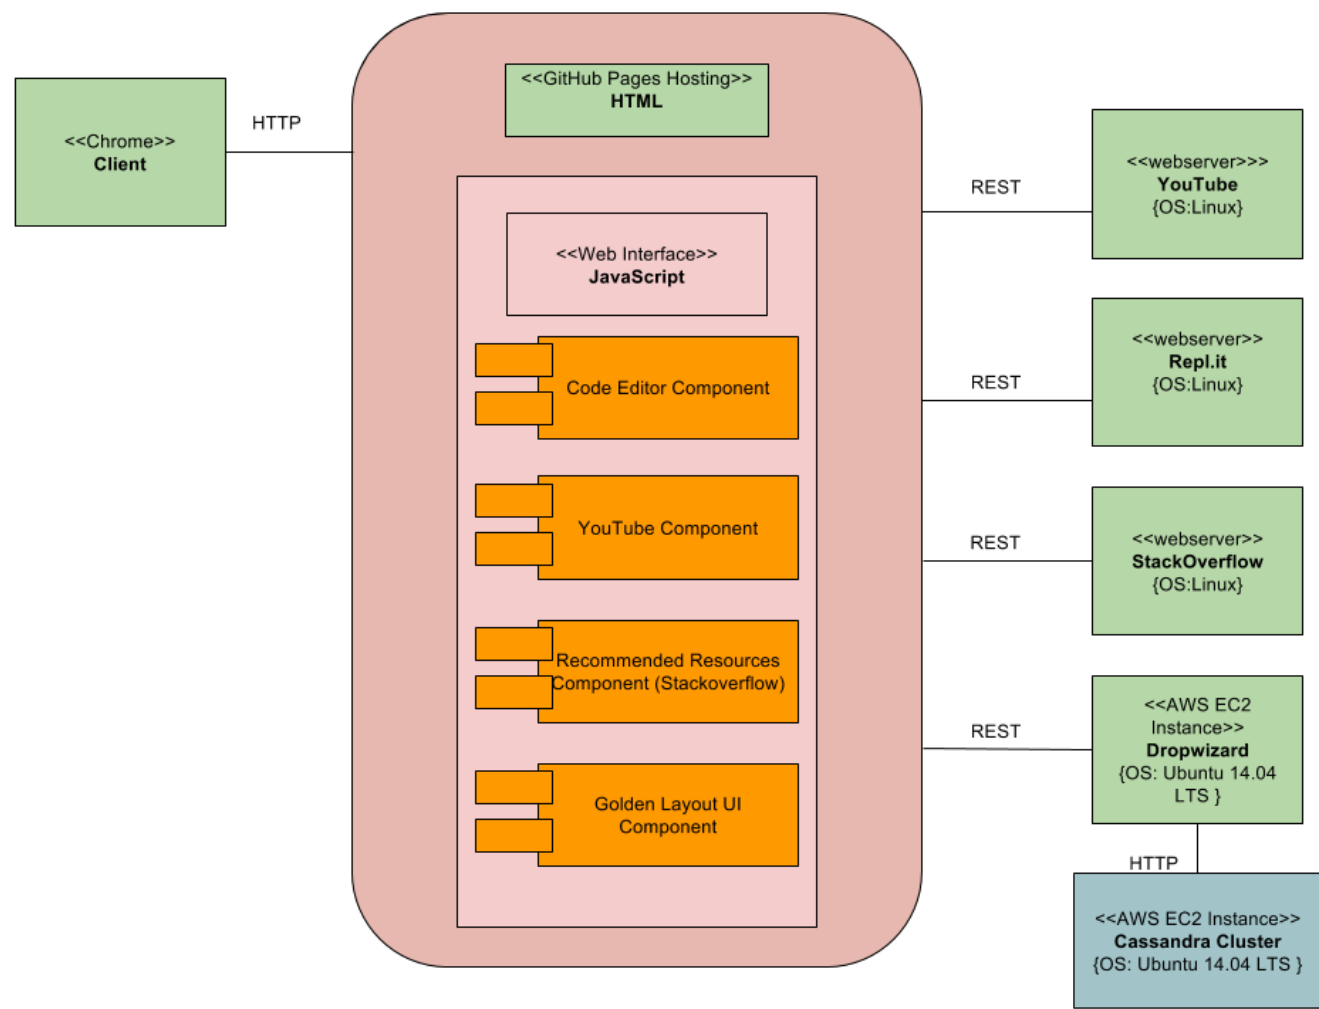 <<Chrome>>
Client
HTTP
<<GitHub Pages Hosting>>
HTML
<<Web Interface>>
JavaScript
Code Editor Component
YouTube Component
Recommended Resources
Component (Stackoverflow)
Golden Layout UI
Component
REST
<<webserver>>>
YouTube
{OS:Linux}
REST
<<webserver>>
Repl.it
{OS:Linux}
REST
<<webserver>>
StackOverflow
{OS:Linux}
REST
<<AWS EC2
Instance>>
Dropwizard
{OS: Ubuntu 14.04
LTS }
HTTP
<<AWS EC2 Instance>>
Cassandra Cluster
{OS: Ubuntu 14.04 LTS }